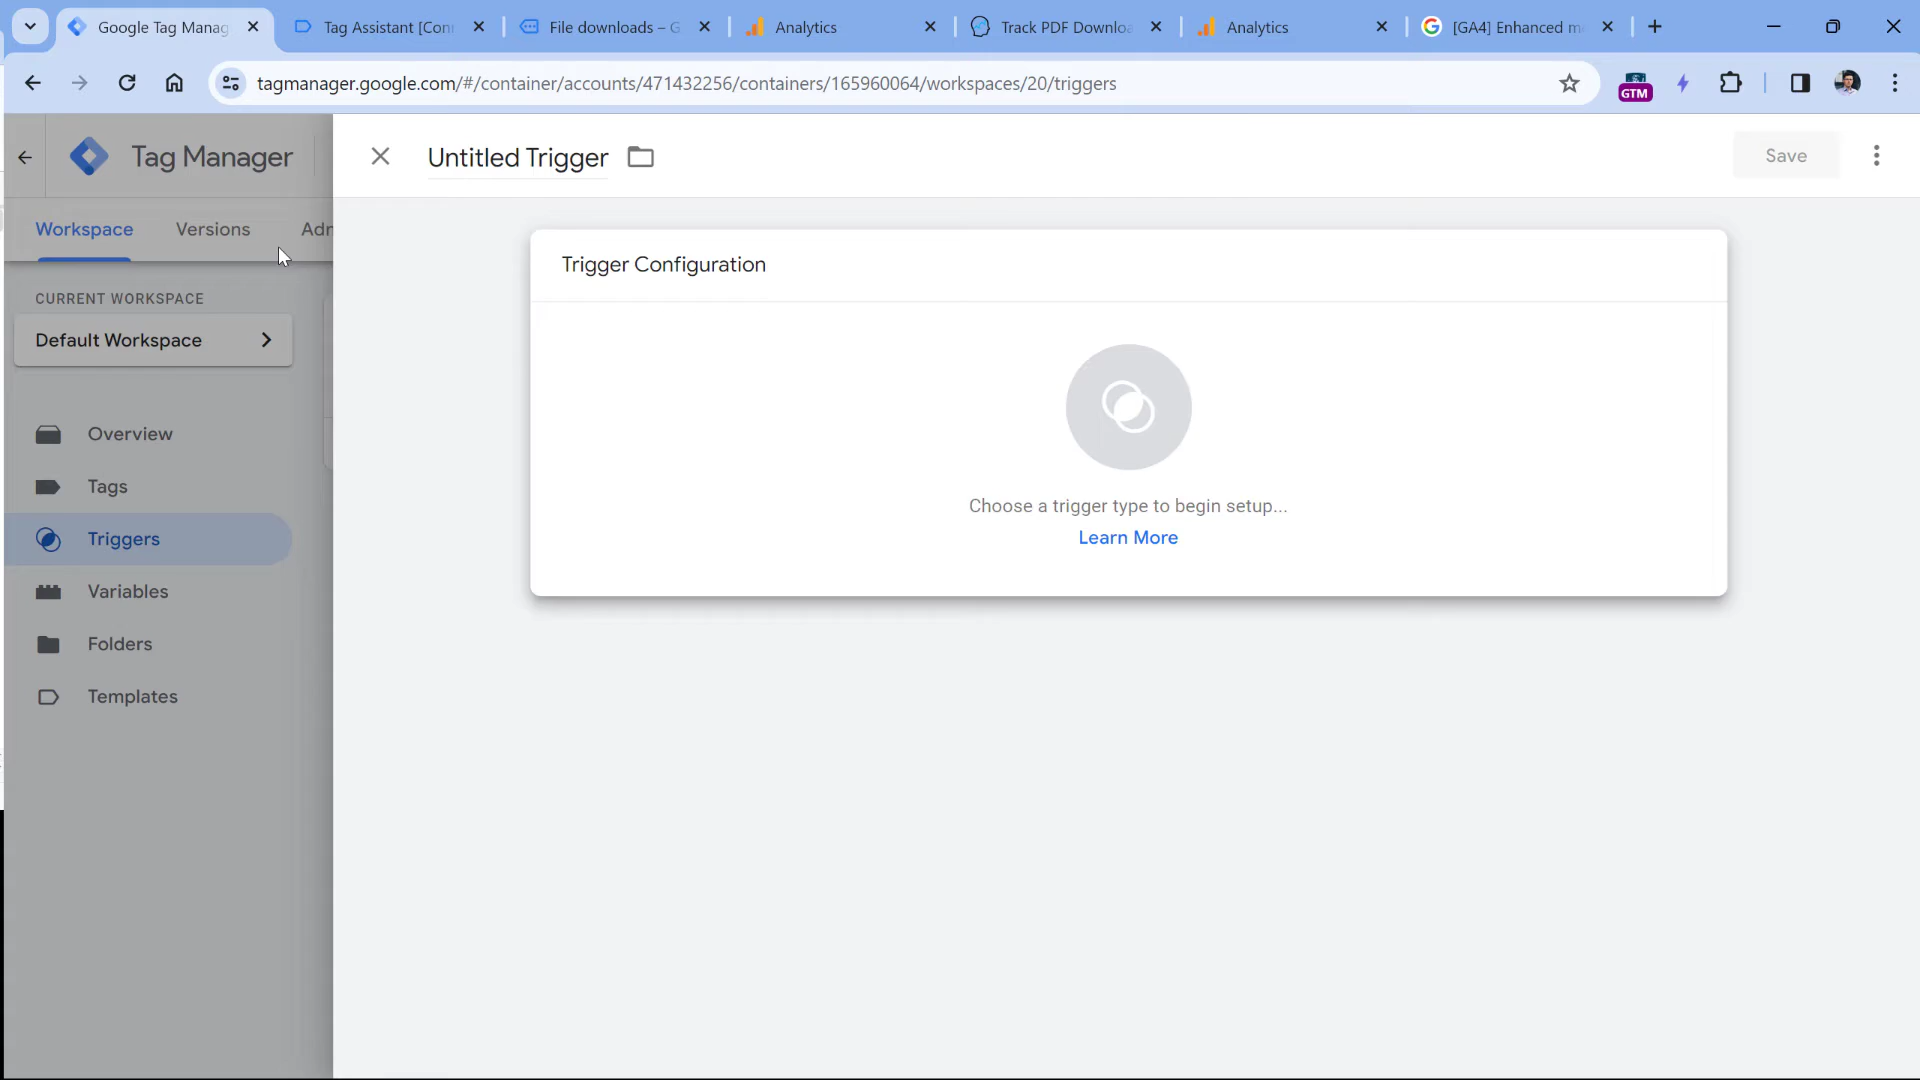 Google Tag Manag
Tag Assistant [Con
File downloads – G
Analytics
Track PDF Downlo
Analytics
[GA4] Enhanced m
tagmanager.google.com/#/container/accounts/471432256/containers/165960064/workspaces/20/triggers
GTM
Tag Manager
Untitled Trigger
Save
Workspace
Versions
Adr
Trigger Configuration
CURRENT WORKSPACE
Default Workspace
Overview
Tags
Choose a trigger type to begin setup...
Learn More
Triggers
Variables
Folders
Templates